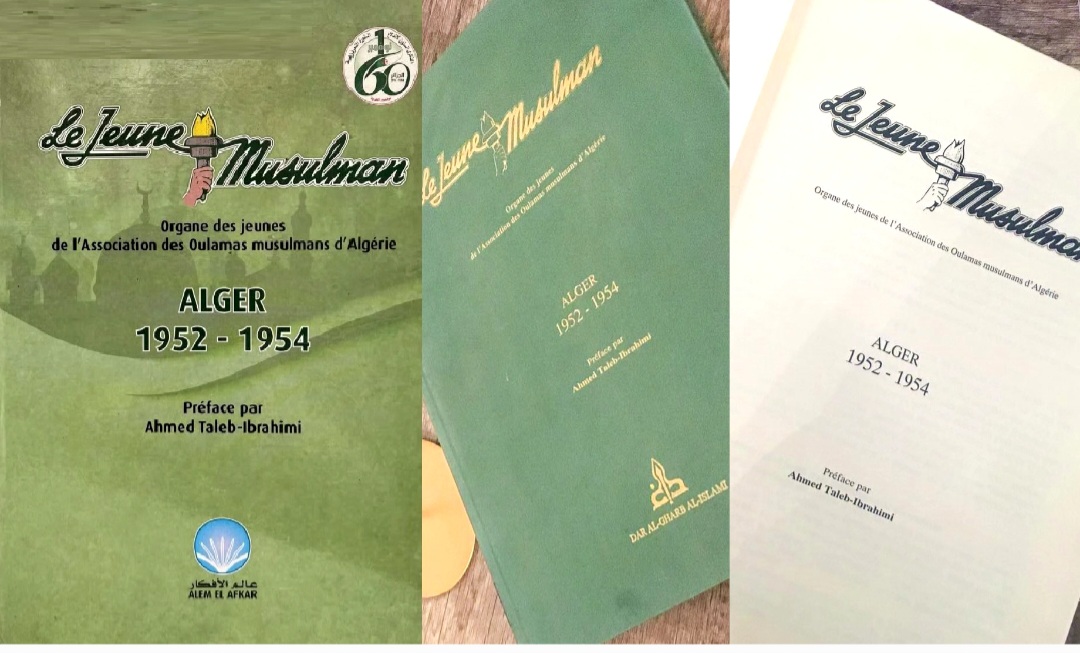 1
60
Le Jeune Musulman
Organe des jeunes
de l'Association des Oulamas musulmans d'Algérie
ALGER
1952 - 1954
Préface par
Ahmed Taleb-Ibrahimi
عالم الأفكار
ALEM EL AFKAR
Le Jeune Musulman
Organe des jeunes
de l'Association des Oulamas musulmans d'Algérie
ALGER
1952 - 1954
Préface par
Ahmed Taleb-Ibrahimi
DAR AL-GHARB AL-ISLAMI
Le Jeune Musulma
Organe des jeunes de l'Association des Oulamas musulmans d'Algérie
ALGER
1952 - 1954
Préface par
Ahmed Taleb-Ibrahimi